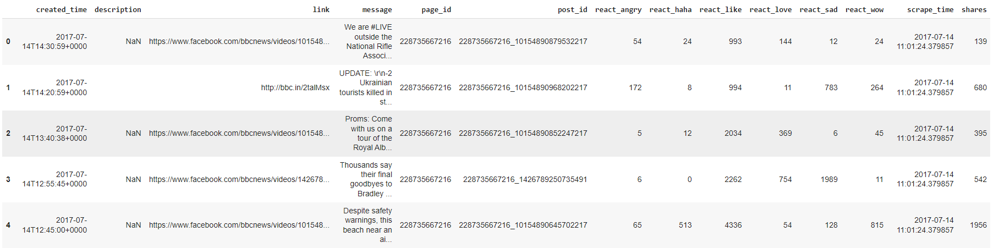 created_time description link message page_id post_id react_angry react_haha react_like react_love react_sad react_wow scrape_time shares
0 2017-07-14T14:30:59+0000 NaN https://www.facebook.com/bbcnews/videos/101548... We are #LIVE outside the National Rifle Associ... 228735667216 228735667216_10154890879532217 54 24 993 144 12 24 2017-07-14 11:01:24.379857 139
1 2017-07-14T14:20:59+0000 http://bbc.in/2talMsx UPDATE: \r\n-2 Ukrainian tourists killed in st... 228735667216 228735667216_10154890968202217 172 8 994 11 783 264 2017-07-14 11:01:24.379857 680
2 2017-07-14T13:40:38+0000 NaN https://www.facebook.com/bbcnews/videos/101548... Proms: Come with us on a tour of the Royal Alb... 228735667216 228735667216_10154890852247217 5 12 2034 369 6 45 2017-07-14 11:01:24.379857 395
3 2017-07-14T12:55:45+0000 NaN https://www.facebook.com/bbcnews/videos/142678... Thousands say their final goodbyes to Bradley ... 228735667216 228735667216_1426789250735491 6 0 2262 754 1989 11 2017-07-14 11:01:24.379857 542
4 2017-07-14T12:45:00+0000 NaN https://www.facebook.com/bbcnews/videos/101548... Despite safety warnings, this beach near an ai... 228735667216 228735667216_10154890645702217 65 513 4336 54 128 815 2017-07-14 11:01:24.379857 1956